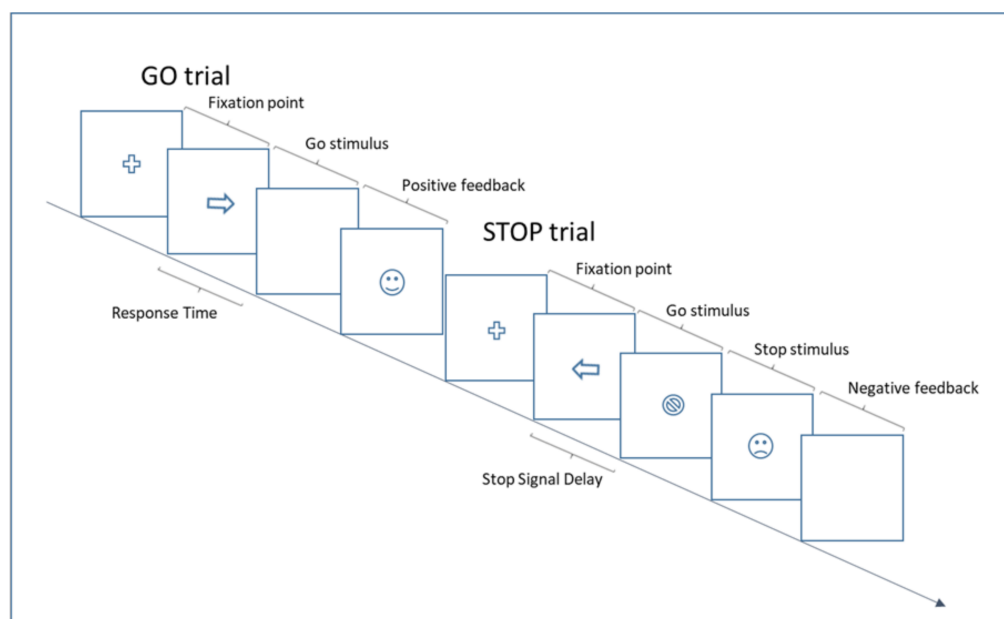 GO trial
Fixation point
Go stimulus
Positive feedback
Response Time
STOP trial
Fixation point
Go stimulus
Stop stimulus
Negative feedback
Stop Signal Delay